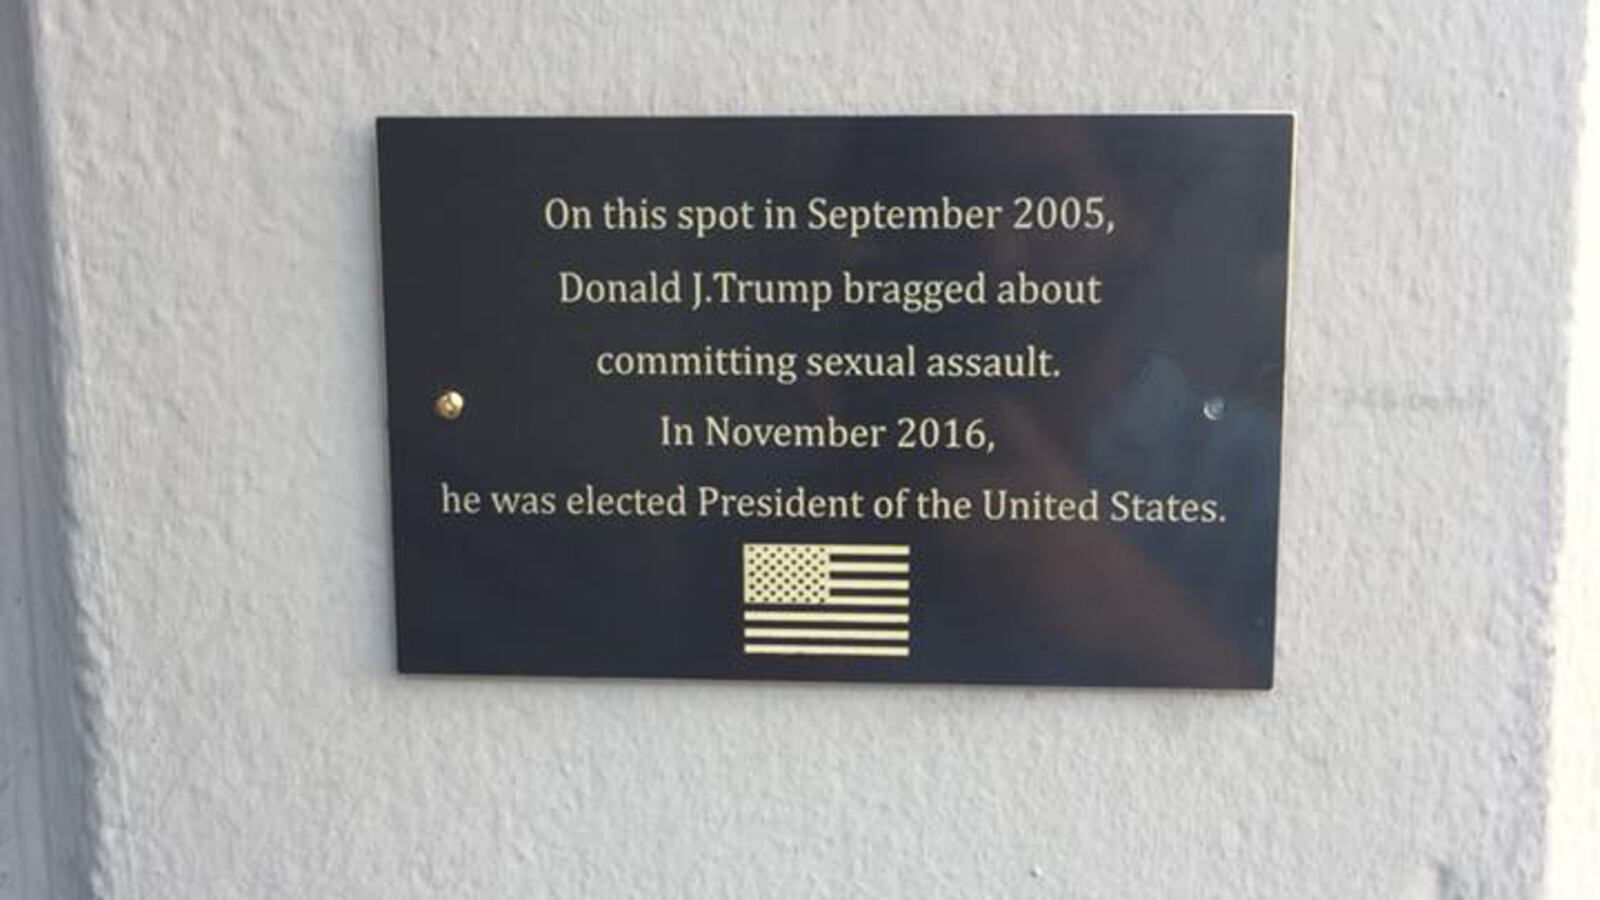 On this spot in September 2005,
Donald J.Trump bragged about
committing sexual assault.
In November 2016,
he was elected President of the United States.